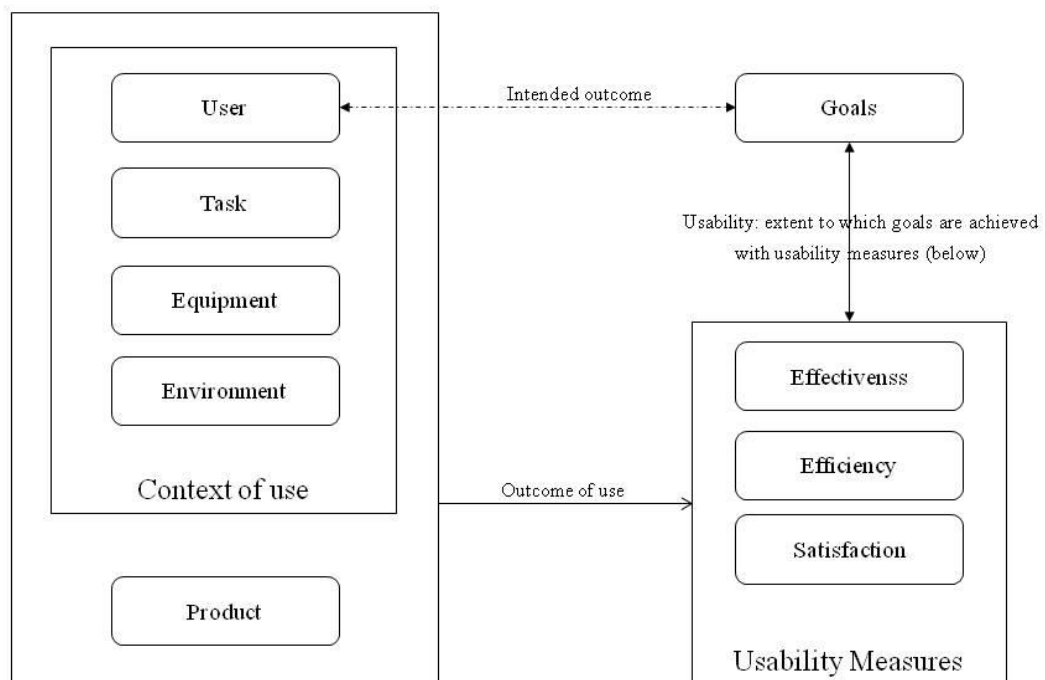 User
Intended outcome
Goals
Task
Usability: extent to which goals are achieved
with usability measures (below)
Equipment
Environment
Context of use
Product
Outcome of use
Effectivenss
Efficiency
Satisfaction
Usability Measures